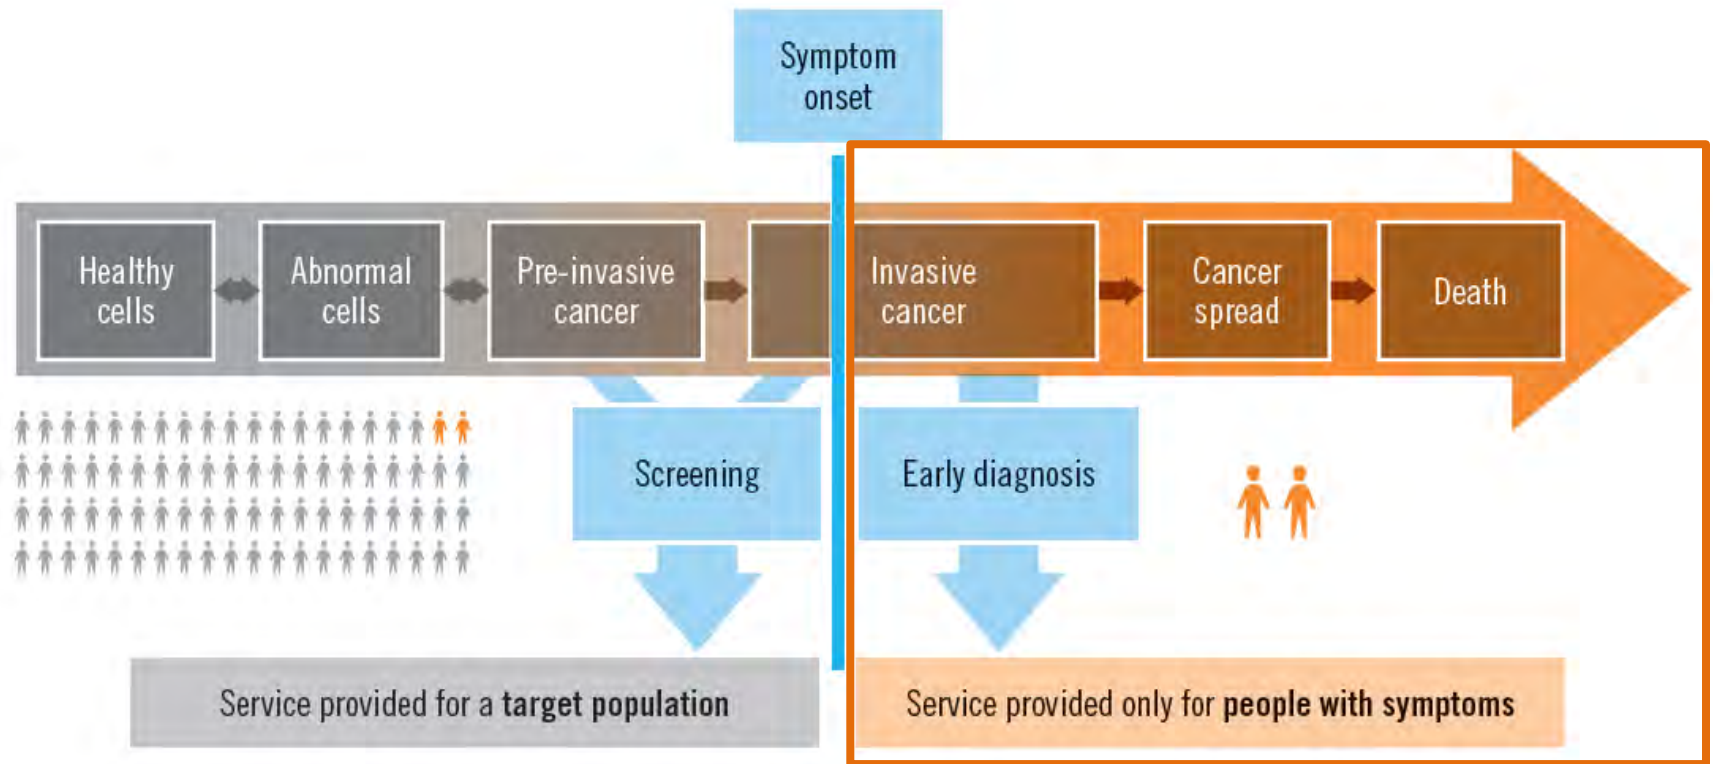 Symptom
onset
Healthy
cells
Abnormal
cells
Pre-invasive
cancer
Invasive
cancer
Cancer
spread
Death
Screening
Early diagnosis
Service provided for a target population
Service provided only for people with symptoms